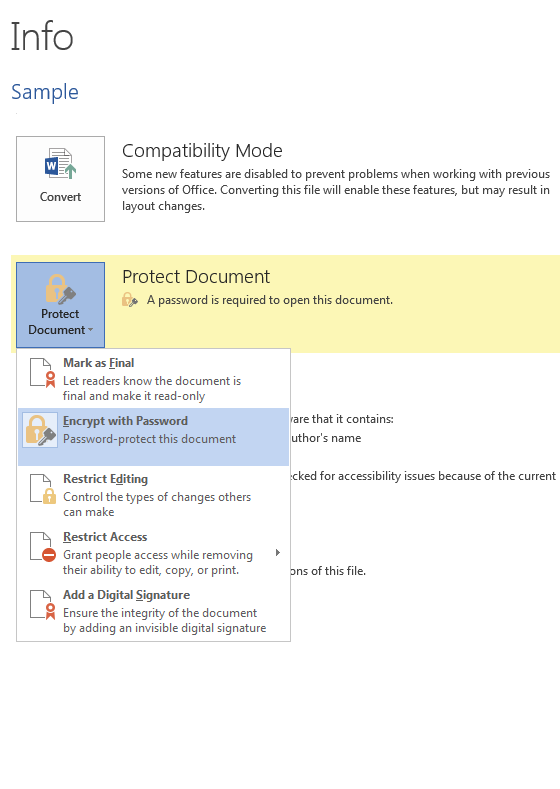 Info
Sample
Convert
Compatibility Mode
Some new features are disabled to prevent problems when working with previous
versions of Office. Converting this file will enable these features, but may result in
layout changes.
Protect
Document
Protect Document
A password is required to open this document.
Mark as Final
Let readers know the document is
final and make it read-only
Encrypt with Password
Password-protect this document
Restrict Editing
Control the types of changes others
can make
Restrict Access
Grant people access while removing
their ability to edit, copy, or print.
Add a Digital Signature
Ensure the integrity of the document
by adding an invisible digital signature
that it contains:
name
for accessibility issues because of the current
of this file.